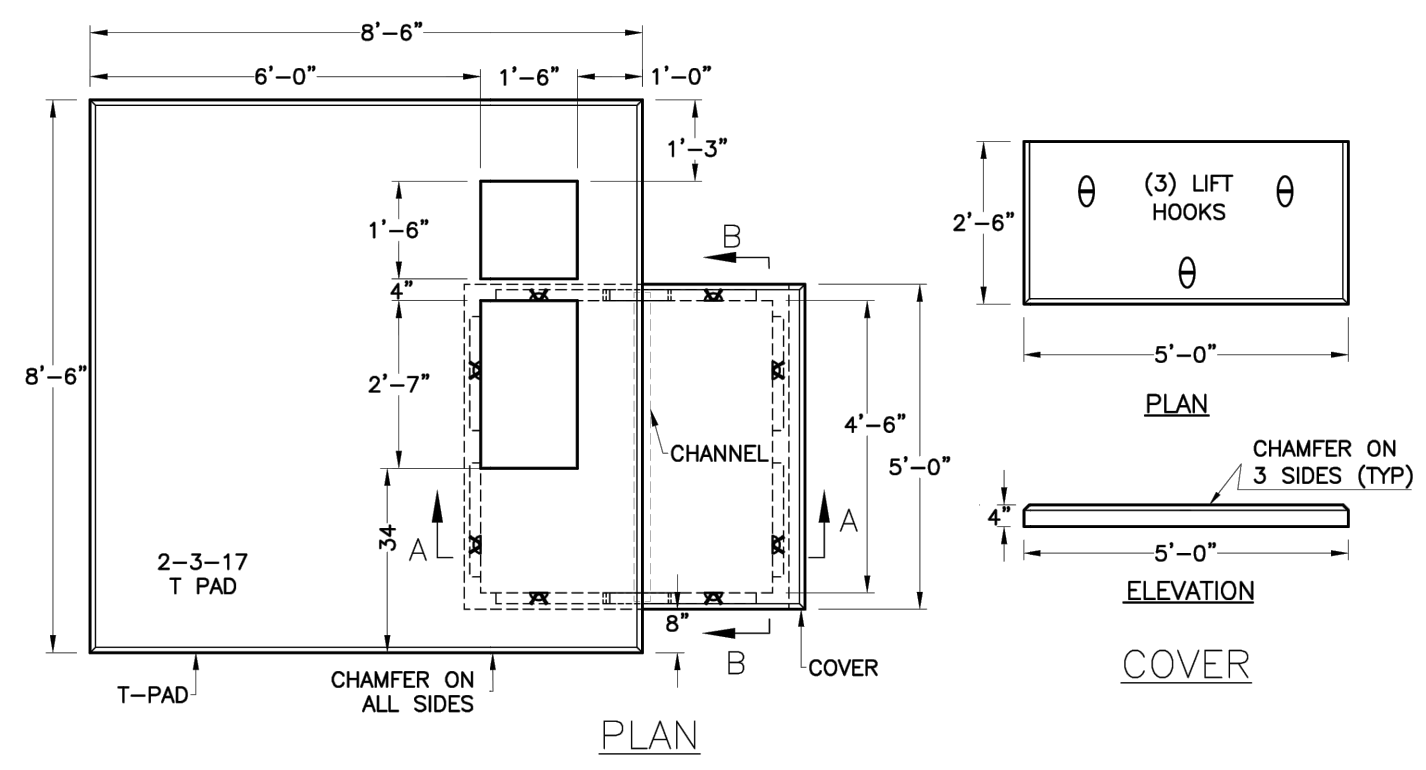 8'-6"
6'-0"
1'-6"
1'-0"
1'-3"
1'-6"
4"
2'-7"
8'-6"
34
B
4'-6"
5'-0"
CHANNEL
A
A
2-3-17
T PAD
8"
B
COVER
T-PAD
CHAMFER ON
ALL SIDES
PLAN
2'-6"
(3) LIFT
HOOKS
5'-0"
PLAN
CHAMFER ON
3 SIDES (TYP)
4"
5'-0"
ELEVATION
COVER